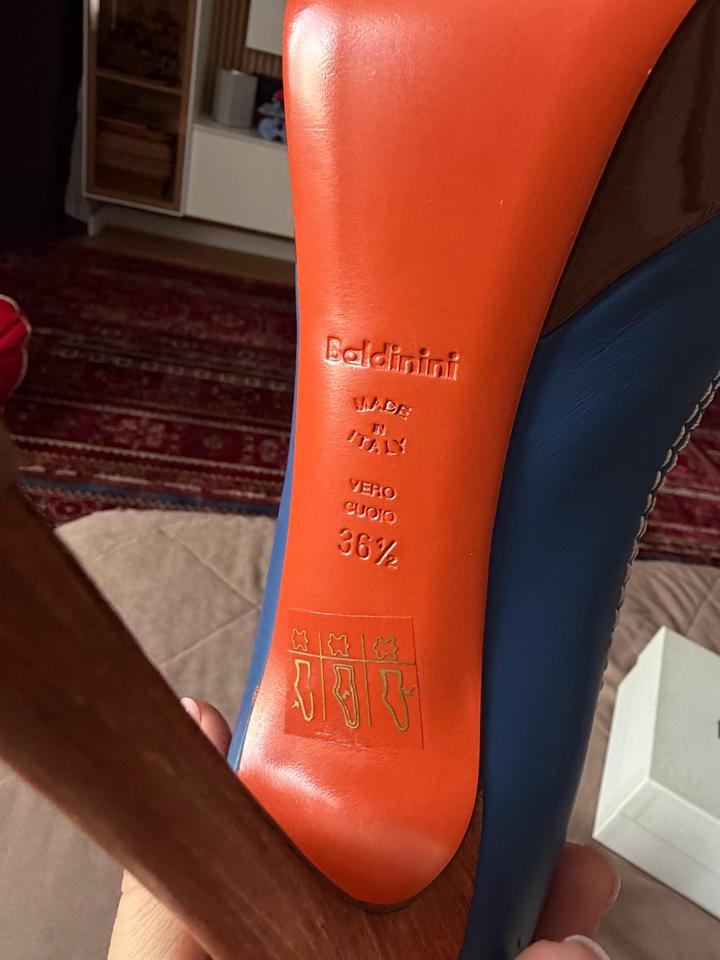 Baldinini
MADE
IN
ITALY
VERO
CUOIO
36½